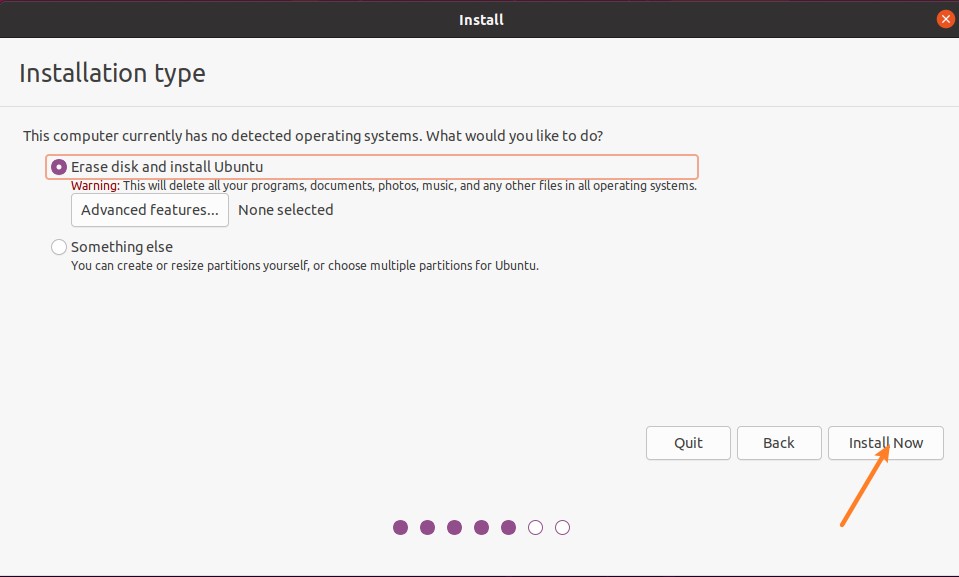 Install
Installation type
This computer currently has no detected operating systems. What would you like to do?
Erase disk and install Ubuntu
Warning: This will delete all your programs, documents, photos, music, and any other files in all operating systems.
Advanced features... None selected
Something else
You can create or resize partitions yourself, or choose multiple partitions for Ubuntu.
Quit Back Install Now